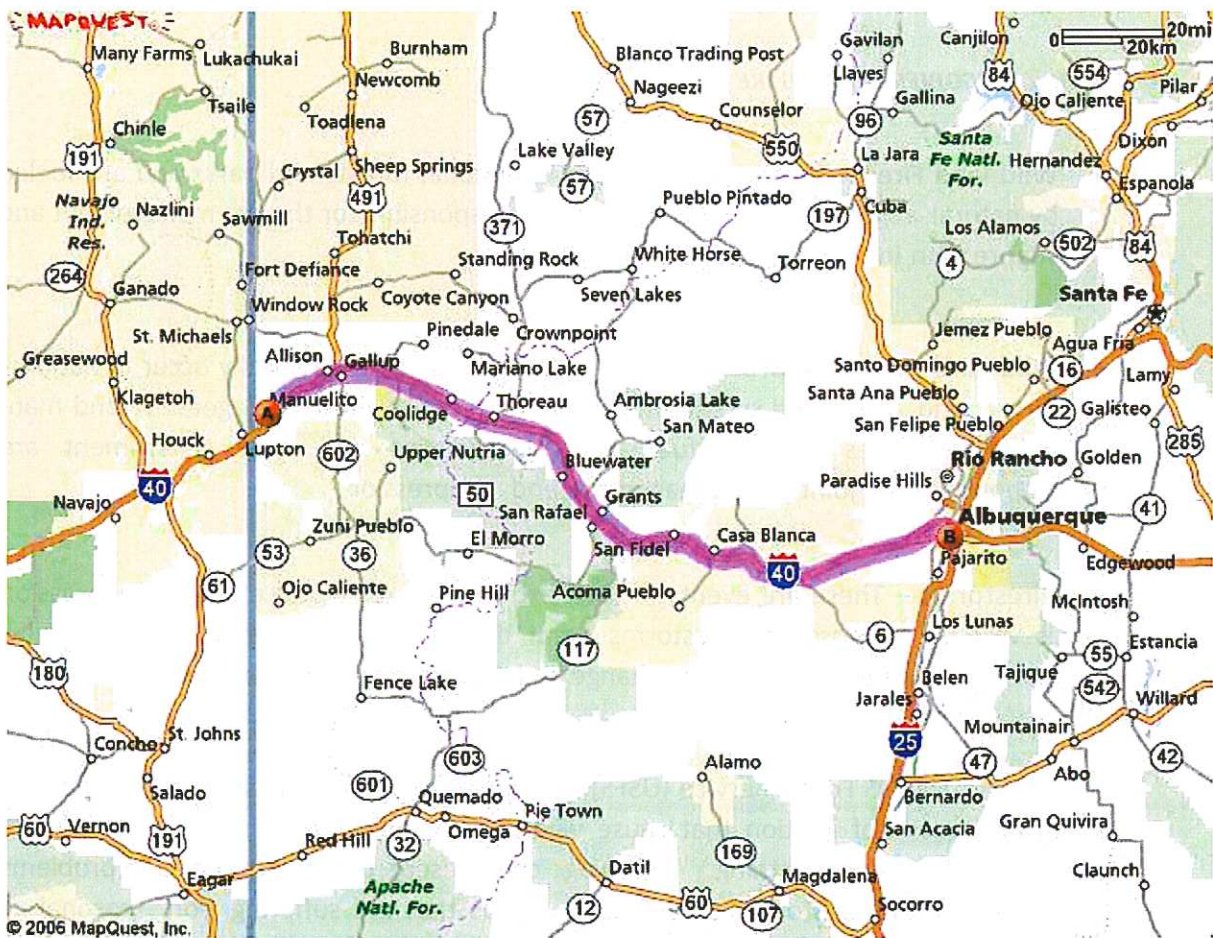 MAPQUEST
20mi
0 20km
Many Farms
Lukachukai
Burnham
Blanco Trading Post
Gavilan
Canjilon
84
554
Newcomb
Llaves
Tsaile
Nageezi
Gallina
Ojo Caliente
Pilar
Toadlena
Counselor
57
96
Chinle
Santa
Fe Natl.
For.
Dixon
191
Sheep Springs
Lake Valley
550
La Jara
Hernandez
Crystal
491
57
Espanola
Navajo
Ind.
Res.
Nazlini
Sawmill
Pueblo Pintado
197
Cuba
371
Los Alamos
502
84
Tohatchi
264
Fort Defiance
Standing Rock
White Horse
Torreon
4
Ganado
Window Rock
Coyote Canyon
Seven Lakes
Santa Fe
St. Michaels
Pinedale
Crownpoint
Jemez Pueblo
Agua Fria
Greasewood
Allison
Gallup
Mariano Lake
Santo Domingo Pueblo
16
Lamy
Klagetoh
A
Manuelito
Coolidge
Thoreau
Ambrosia Lake
Santa Ana Pueblo
22
Galisteo
Houck
Lupton
602
San Mateo
San Felipe Pueblo
285
Upper Nutria
Bluewater
Rio Rancho
Golden
40
50
Paradise Hills
Navajo
Grants
41
Zuni Pueblo
San Rafael
Albuquerque
53
36
El Morro
San Fidel
Casa Blanca
B
Edgewood
61
40
Pajarito
Ojo Caliente
Pine Hill
Acoma Pueblo
McIntosh
6
Los Lunas
117
Estancia
180
Tajique
55
Fence Lake
Belen
542
Jarales
Willard
Concho
St. Johns
25
Mountainair
603
47
42
Salado
601
Alamo
Abo
Quemado
Pie Town
Bernardo
60
Vernon
191
Red Hill
Omega
San Acacia
Gran Quivira
32
169
Eagar
Datil
Claunch
Apache
Natl. For.
12
60
Magdalena
107
Socorro
© 2006 MapQuest, Inc.